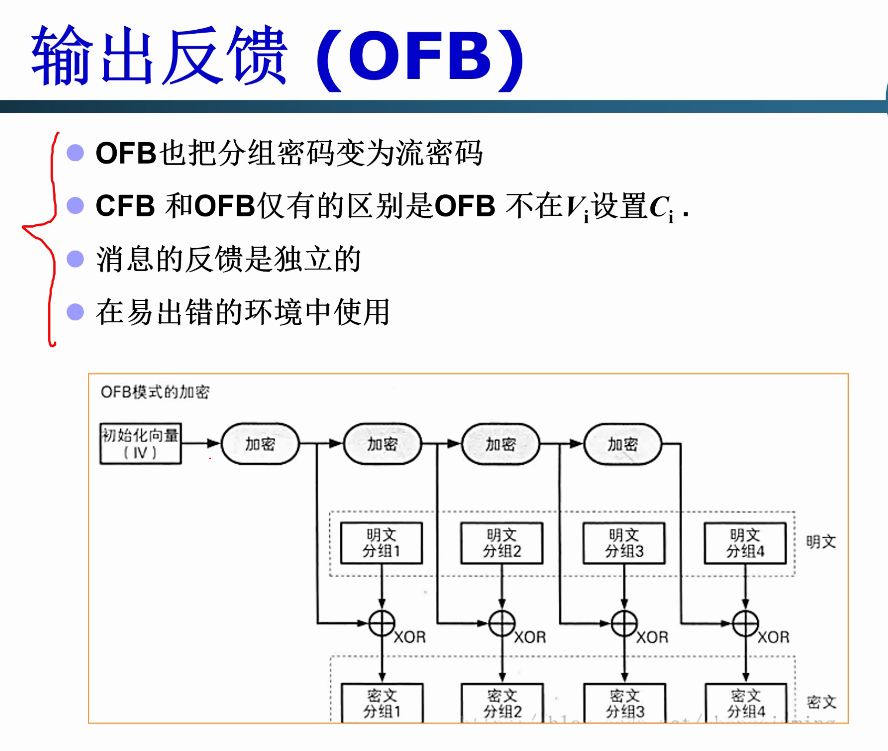 输出反馈 (OFB)
OFB也把分组密码变为流密码
CFB 和OFB仅有的区别是OFB 不在Vi设置Ci .
消息的反馈是独立的
在易出错的环境中使用
OFB模式的加密
初始化向量
( IV )
加密
加密
加密
加密
明文
分组1
明文
分组2
明文
分组3
明文
分组4
明文
XOR
XOR
XOR
XOR
密文
分组1
密文
分组2
密文
分组3
密文
分组4
密文